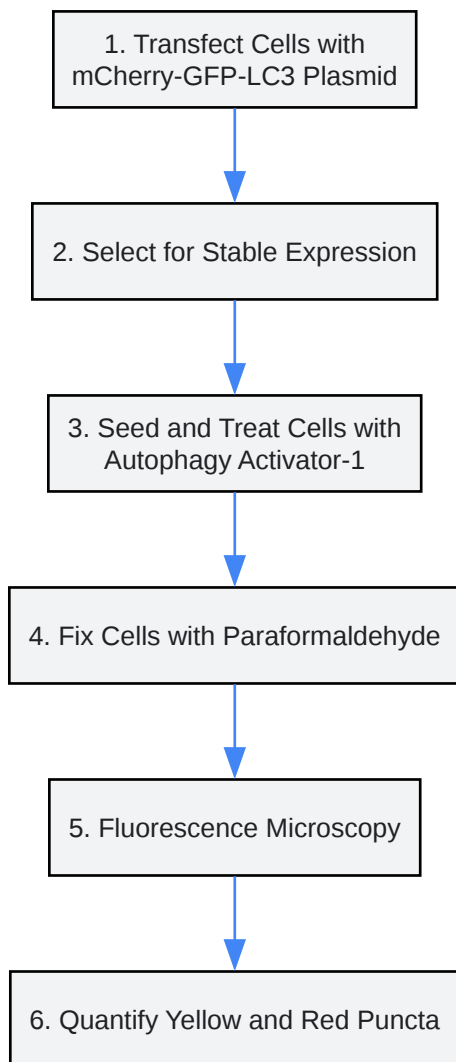 1. Transfect Cells with
mCherry-GFP-LC3 Plasmid
2. Select for Stable Expression
3. Seed and Treat Cells with
Autophagy Activator-1
4. Fix Cells with Paraformaldehyde
5. Fluorescence Microscopy
6. Quantify Yellow and Red Puncta